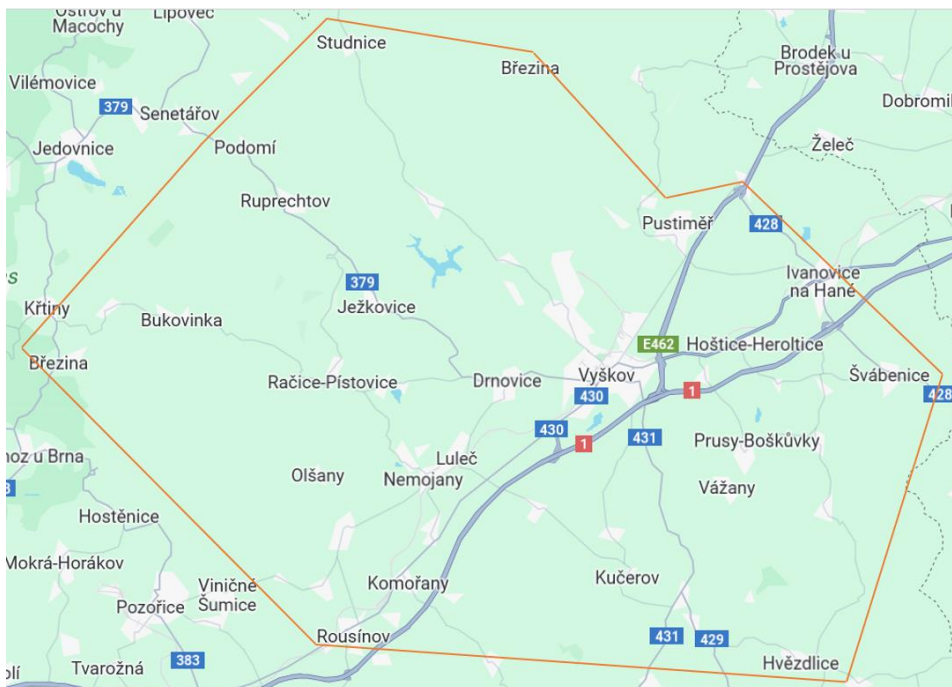 Ostrov u
Macochy
Lipovec
Studnice
Březina
Brodek u
Prostějova
Vilémovice
379
Senetářov
Dobromil
Jedovnice
Podomí
Želeč
Ruprechtov
Pustiměř
428
379
Ivanovice
na Hané
Křtiny
Ježkovice
Bukovinka
E462
Hoštice-Heroltice
Březina
Račice-Pístovice
Drnovice
Vyškov
Švábenice
1
430
428
430
431
Prusy-Boškůvky
1
noz u Brna
Luleč
Olšany
Nemojany
Vážany
Hostěnice
Mokrá-Horákov
Komořany
Kučerov
Viničné
Šumice
Pozořice
Rousínov
431
429
Tvarožná
383
Hvězdlice